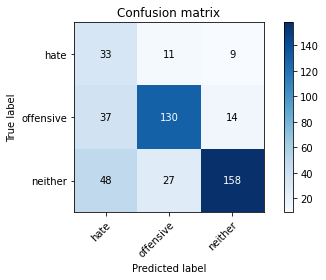 Confusion matrix
hate 33 11 9
offensive 37 130 14
neither 48 27 158
hate offensive neither
True label
Predicted label
140
120
100
80
60
40
20